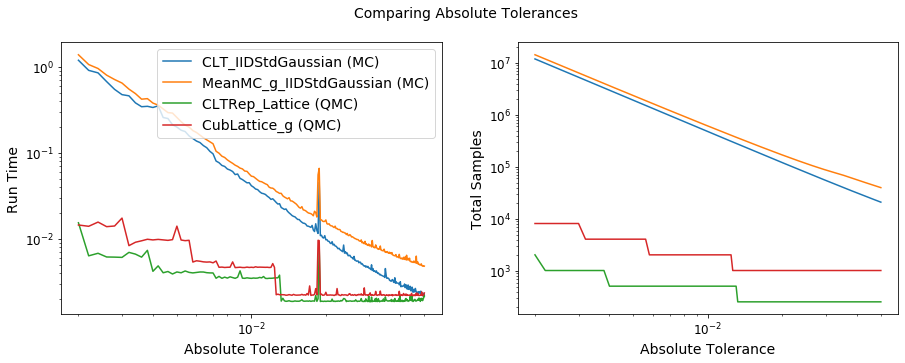 Comparing Absolute Tolerances
CLT_IIDStdGaussian (MC)
MeanMC_g_IIDStdGaussian (MC)
CLTRep_Lattice (QMC)
CubLattice_g (QMC)
10⁰
10⁻¹
10⁻²
Run Time
10⁻²
Absolute Tolerance
10⁷
10⁶
10⁵
10⁴
10³
Total Samples
10⁻²
Absolute Tolerance